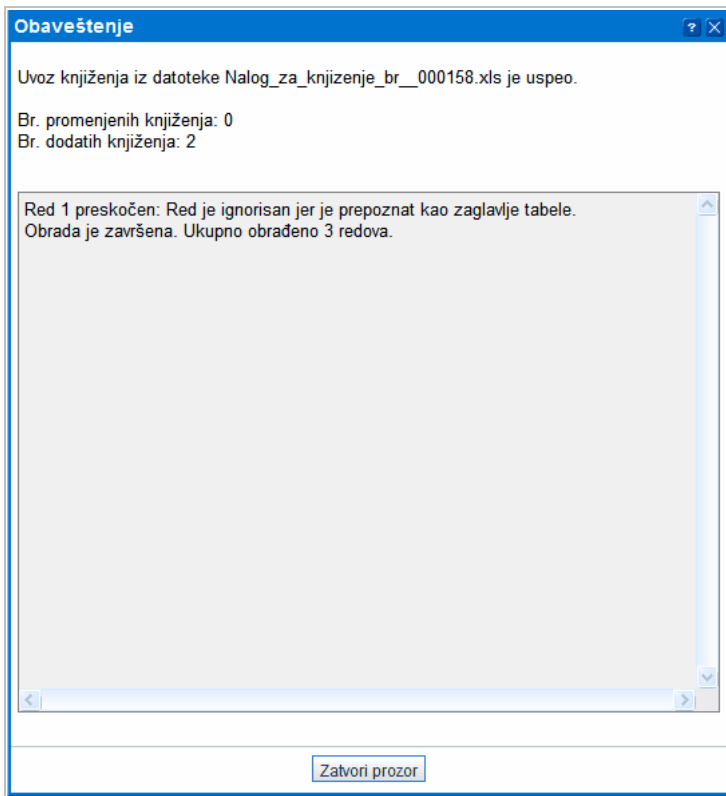 Obaveštenje
Uvoz knjiženja iz datoteke Nalog_za_knjizenje_br__000158.xls je uspeo.
Br. promenjenih knjiženja: 0
Br. dodatih knjiženja: 2
Red 1 preskočen: Red je ignorisan jer je prepoznat kao zaglavlje tabele.
Obrada je završena. Ukupno obrađeno 3 redova.
Zatvori prozor